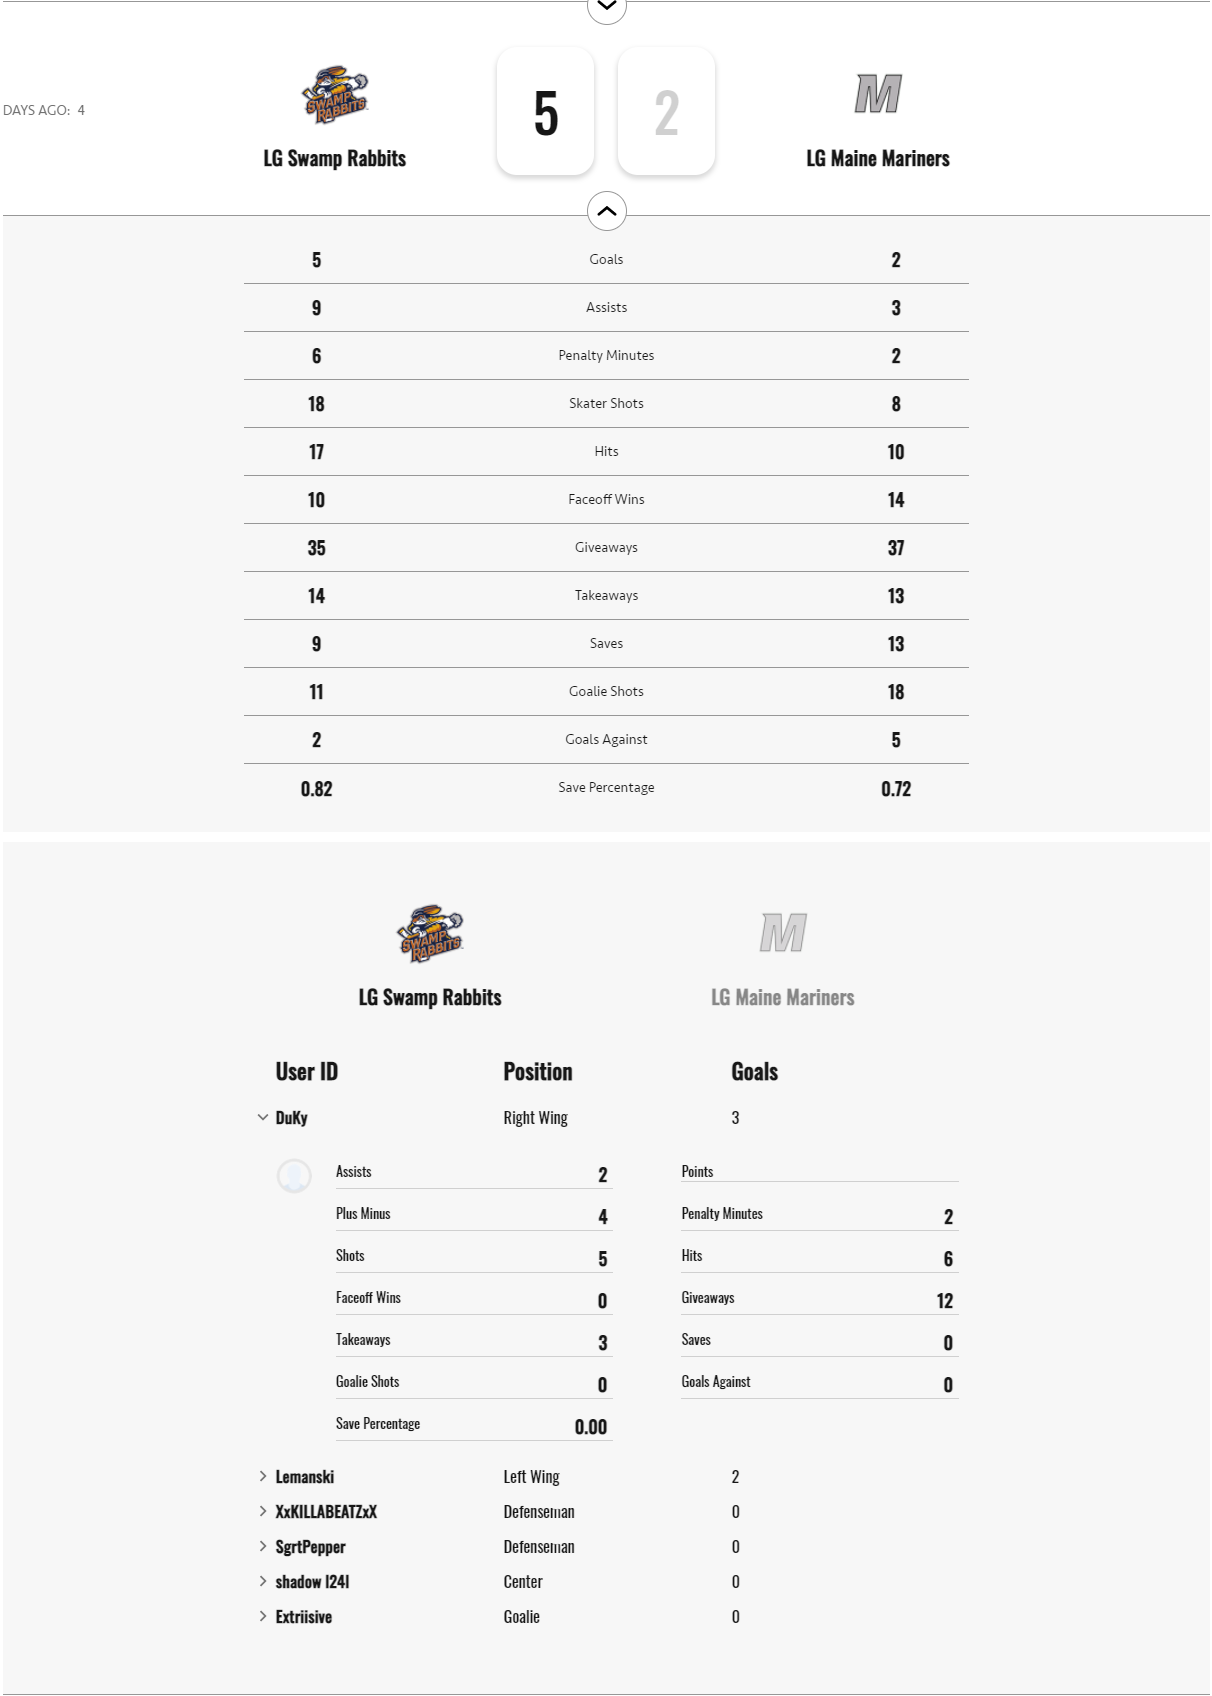 DAYS AGO: 4
SWAMP RABBITS
LG Swamp Rabbits
5 2
M
LG Maine Mariners
5 Goals 2
9 Assists 3
6 Penalty Minutes 2
18 Skater Shots 8
17 Hits 10
10 Faceoff Wins 14
35 Giveaways 37
14 Takeaways 13
9 Saves 13
11 Goalie Shots 18
2 Goals Against 5
0.82 Save Percentage 0.72
SWAMP RABBITS
M
LG Swamp Rabbits LG Maine Mariners
User ID Position Goals
DuKy Right Wing 3
Assists 2 Points
Plus Minus 4 Penalty Minutes 2
Shots 5 Hits 6
Faceoff Wins 0 Giveaways 12
Takeaways 3 Saves 0
Goalie Shots 0 Goals Against 0
Save Percentage 0.00
Lemanski Left Wing 2
XxKILLABEATZxX Defenseman 0
SgrtPepper Defenseman 0
shadow I24I Center 0
Extriisive Goalie 0